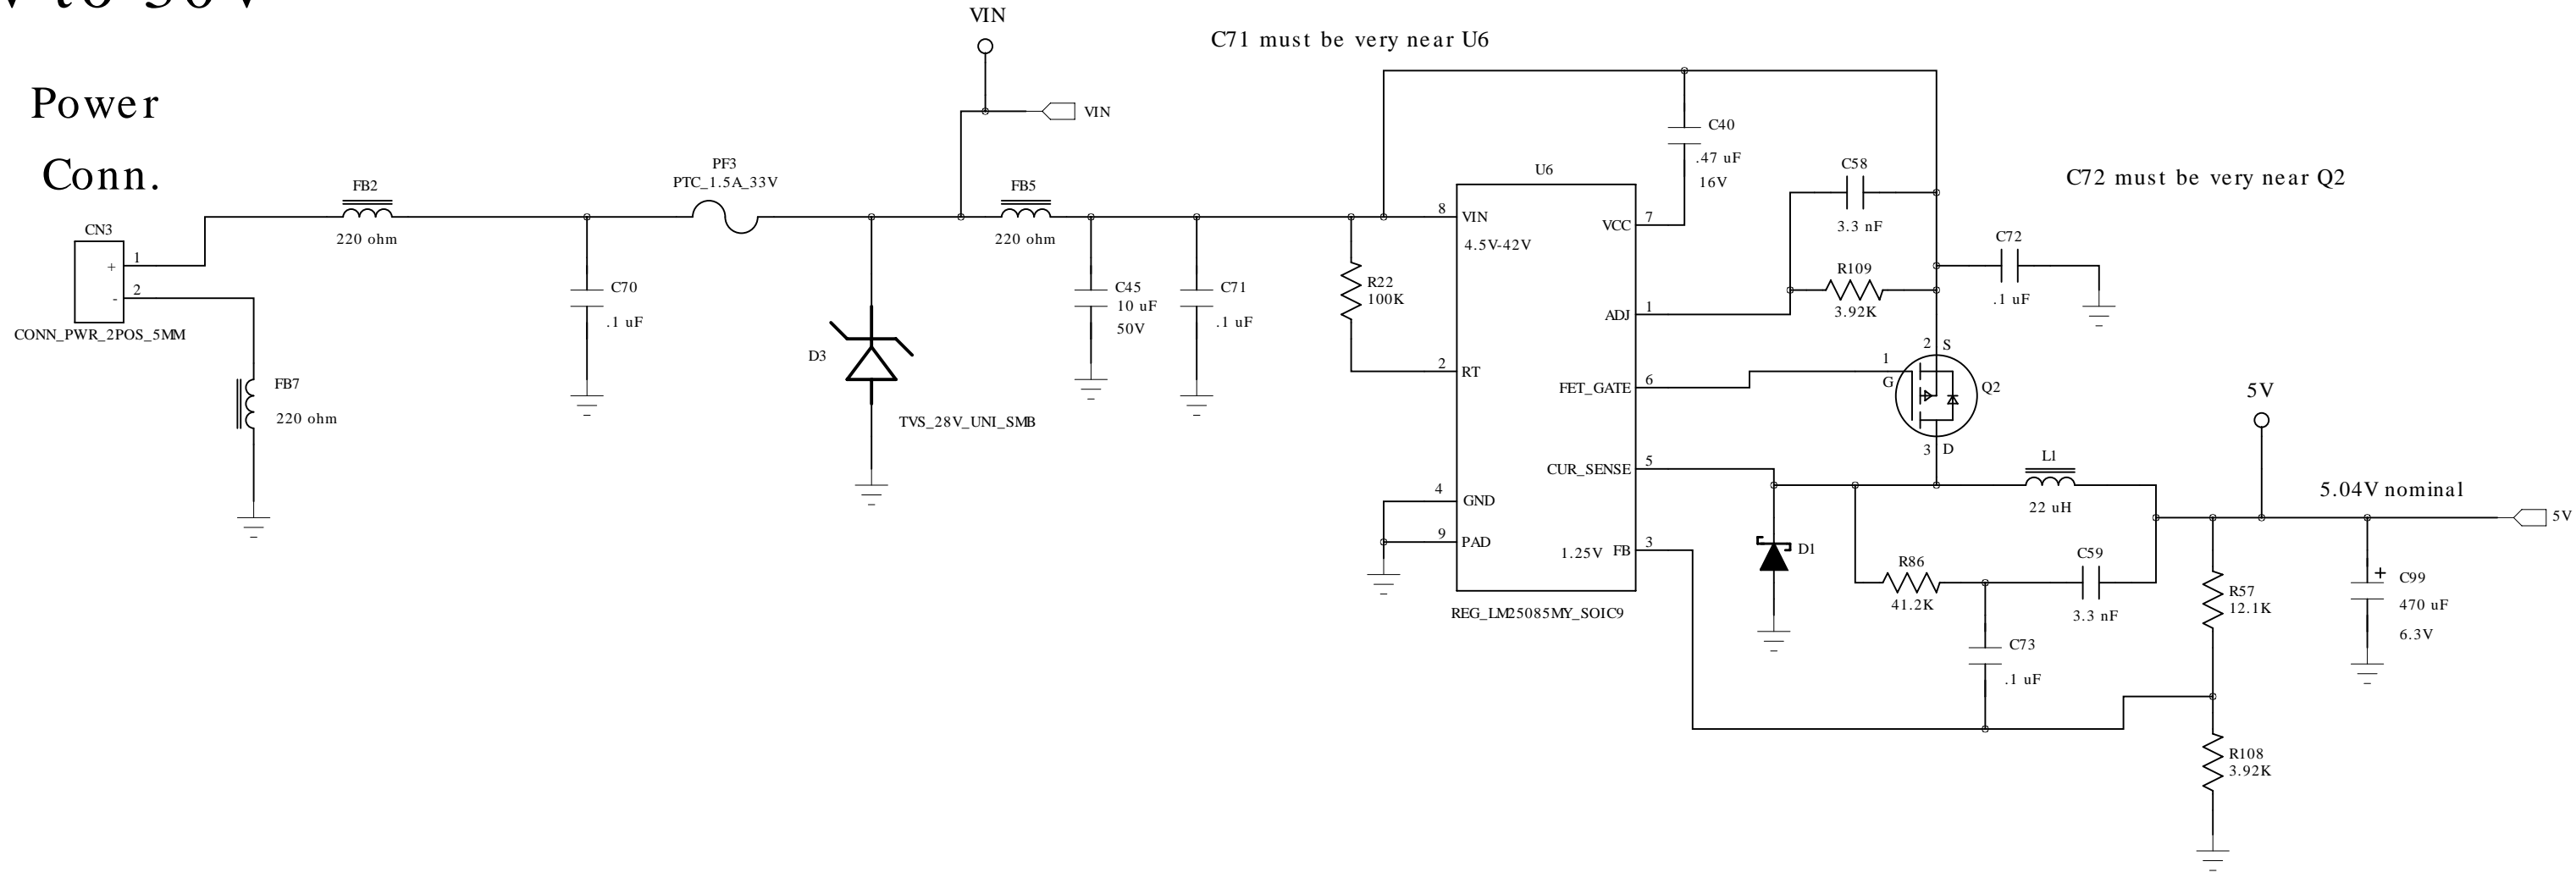 VIN
C71 must be very near U6
Power
Conn.
VIN
C40
.47 uF
16V
C72 must be very near Q2
PF3
PTC_1.5A_33V
FB2
220 ohm
FB5
220 ohm
U6
C58
3.3 nF
CN3
+ 1
- 2
CONN_PWR_2POS_5MM
8 VIN
4.5V-42V
VCC 7
C72
.1 uF
C70
.1 uF
C45
10 uF
50V
C71
.1 uF
R22
100K
R109
3.92K
ADJ 1
D3
TVS_28V_UNI_SMB
2 RT
FET_GATE 6
2 S
1
G
Q2
3 D
FB7
220 ohm
5V
CUR_SENSE 5
L1
22 uH
4 GND
9 PAD
1.25V FB 3
5.04V nominal
5V
D1
R86
41.2K
C59
3.3 nF
R57
12.1K
+ C99
470 uF
6.3V
REG_LM25085MY_SOIC9
C73
.1 uF
R108
3.92K